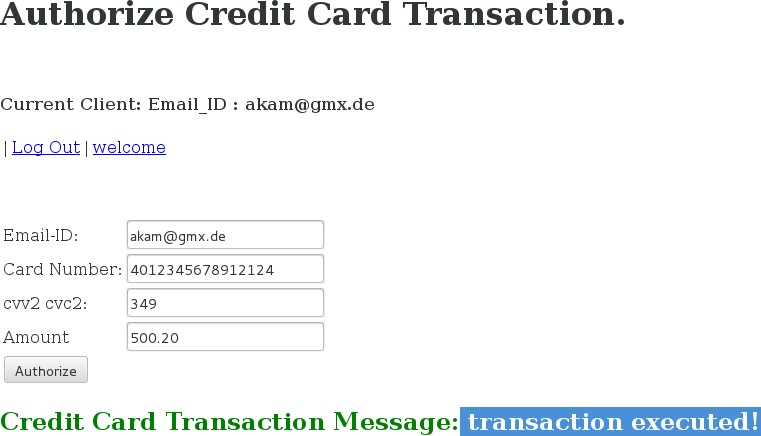 Authorize Credit Card Transaction.
Current Client: Email_ID : akam@gmx.de
| Log Out | welcome
Email-ID: akam@gmx.de
Card Number: 4012345678912124
cvv2 cvc2: 349
Amount 500.20
Authorize
Credit Card Transaction Message: transaction executed!